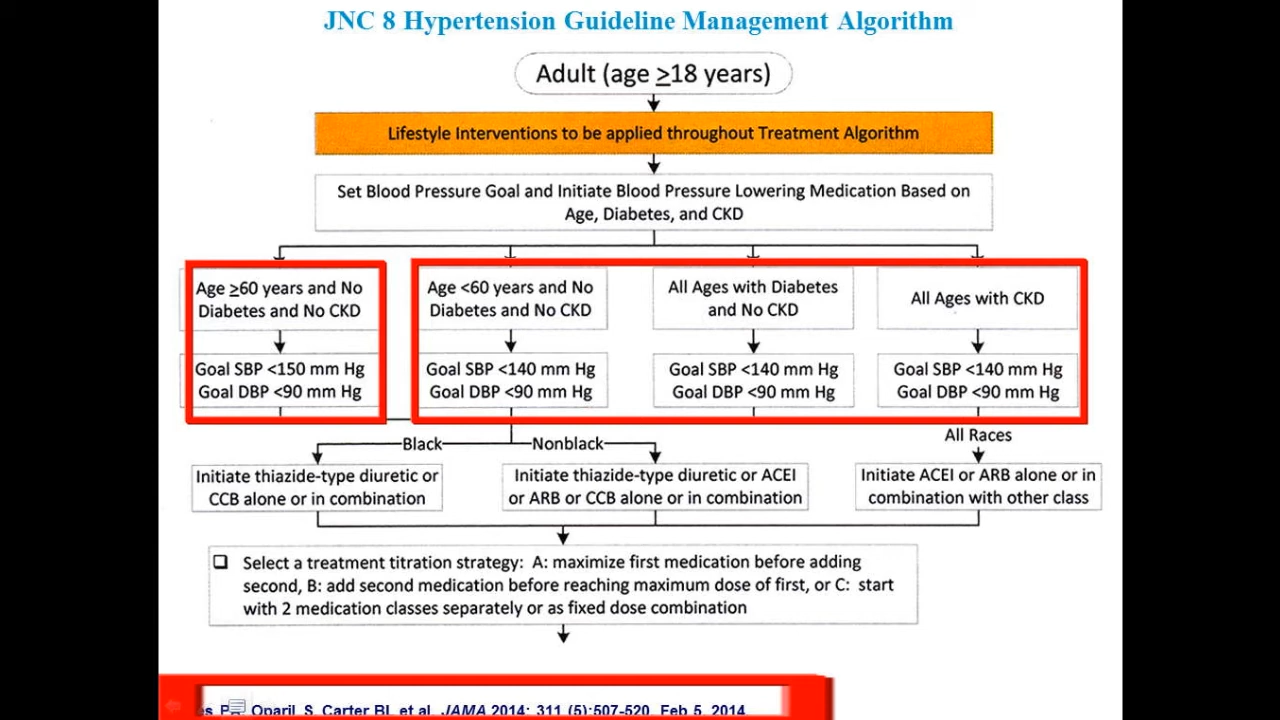 JNC 8 Hypertension Guideline Management Algorithm
Adult (age ≥18 years)
Lifestyle Interventions to be applied throughout Treatment Algorithm
Set Blood Pressure Goal and Initiate Blood Pressure Lowering Medication Based on
Age, Diabetes, and CKD
Age ≥60 years and No
Diabetes and No CKD
Goal SBP <150 mm Hg
Goal DBP <90 mm Hg
Age <60 years and No
Diabetes and No CKD
Goal SBP <140 mm Hg
Goal DBP <90 mm Hg
All Ages with Diabetes
and No CKD
Goal SBP <140 mm Hg
Goal DBP <90 mm Hg
All Ages with CKD
Goal SBP <140 mm Hg
Goal DBP <90 mm Hg
Black
Nonblack
All Races
Initiate thiazide-type diuretic or
CCB alone or in combination
Initiate thiazide-type diuretic or ACEI
or ARB or CCB alone or in combination
Initiate ACEI or ARB alone or in
combination with other class
Select a treatment titration strategy: A: maximize first medication before adding
second, B: add second medication before reaching maximum dose of first, or C: start
with 2 medication classes separately or as fixed dose combination
Oparil S, Carter BL et al. JAMA 2014; 311 (5):507-520, Feb 5, 2014